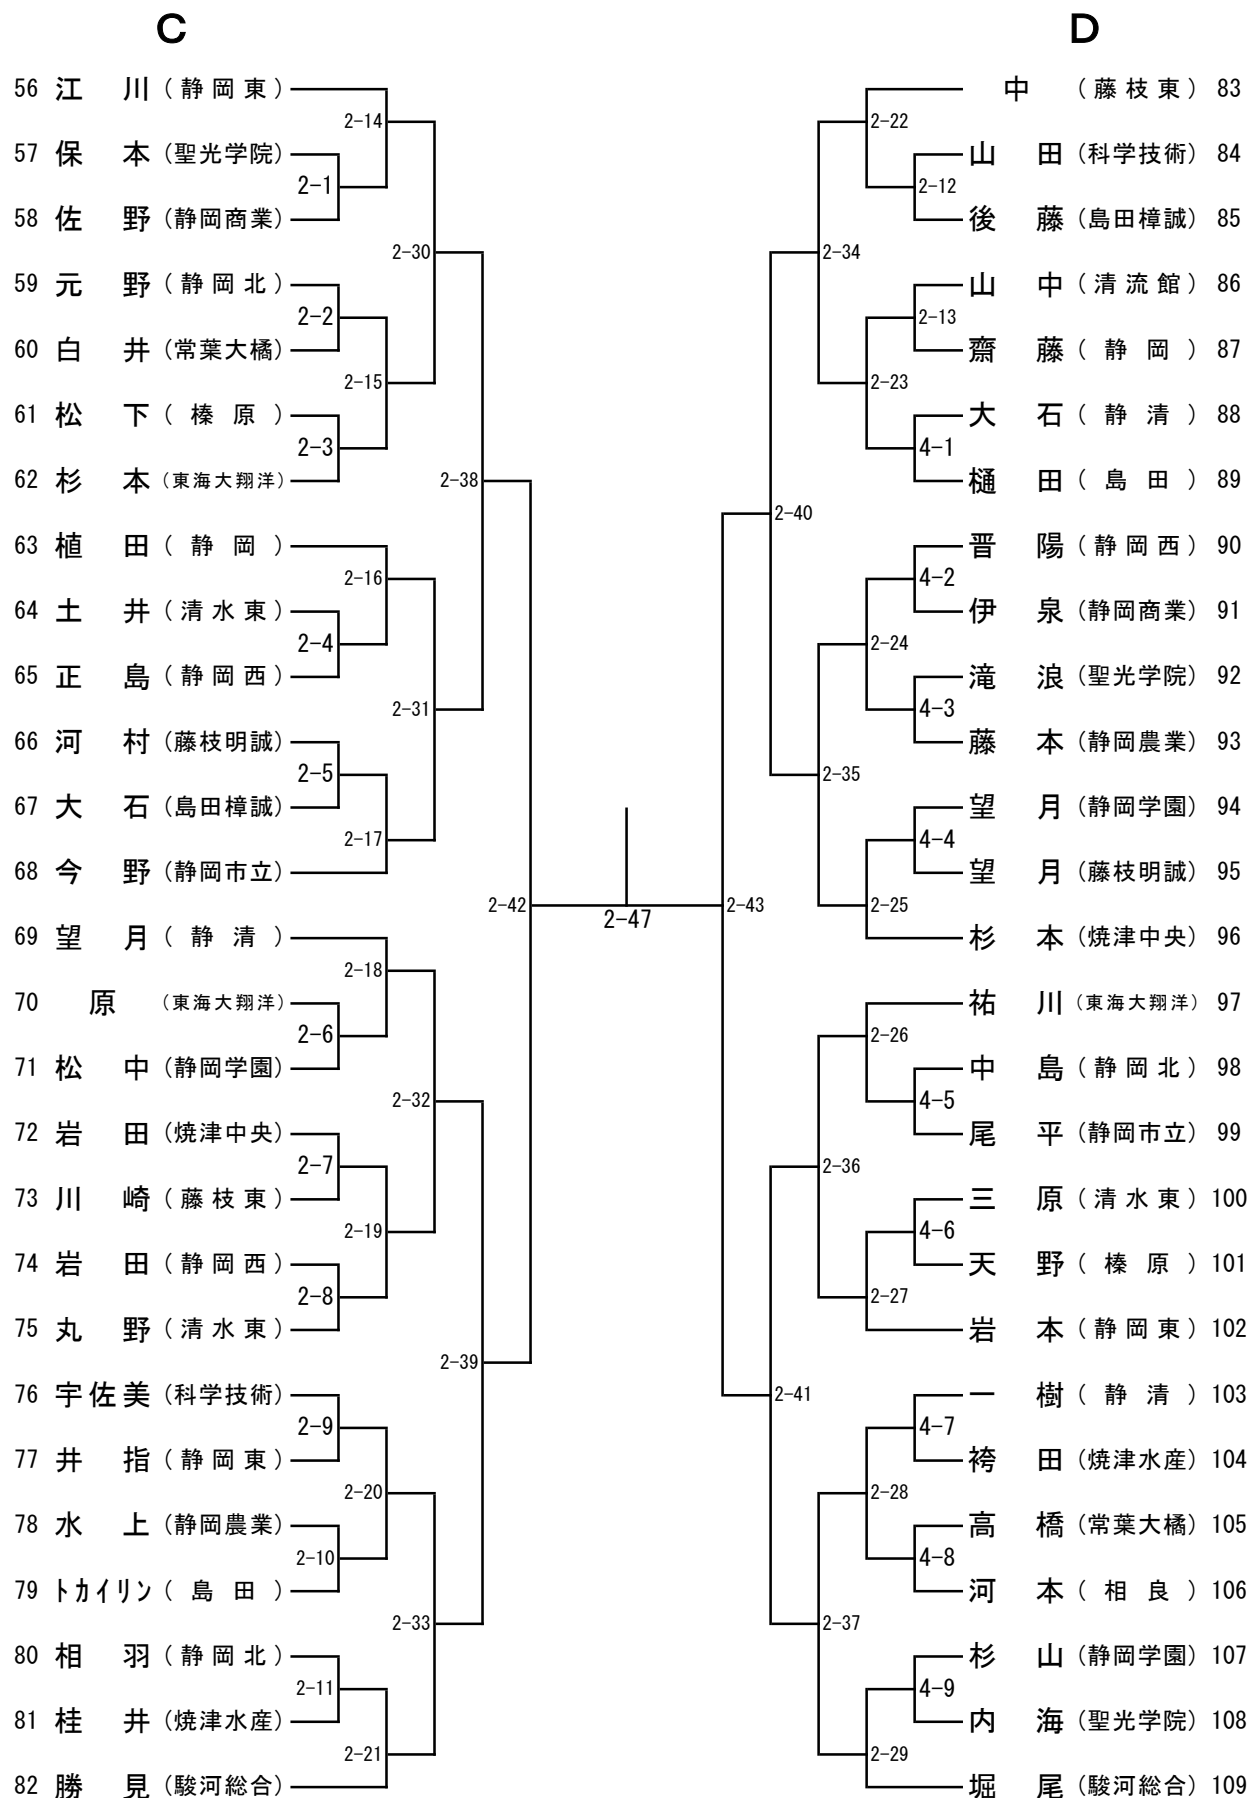 C
56 江川（静岡東）
2-14
57 保本（聖光学院）
2-1
58 佐野（静岡商業）
2-30
59 元野（静岡北）
2-2
60 白井（常葉大橘）
2-15
61 松下（榛原）
2-3
62 杉本（東海大翔洋）
2-38
63 植田（静岡）
2-16
64 土井（清水東）
2-4
65 正島（静岡西）
2-31
66 河村（藤枝明誠）
2-5
67 大石（島田樟誠）
2-17
68 今野（静岡市立）
2-42
69 望月（静清）
2-18
70 原（東海大翔洋）
2-6
71 松中（静岡学園）
2-32
72 岩田（焼津中央）
2-7
73 川崎（藤枝東）
2-19
74 岩田（静岡西）
2-8
75 丸野（清水東）
2-39
76 宇佐美（科学技術）
2-9
77 井指（静岡東）
2-20
78 水上（静岡農業）
2-10
79 トカイリン（島田）
2-33
80 相羽（静岡北）
2-11
81 桂井（焼津水産）
2-21
82 勝見（駿河総合）
2-47
D
中（藤枝東）83
2-22
山田（科学技術）84
2-12
後藤（島田樟誠）85
2-34
山中（清流館）86
2-13
齋藤（静岡）87
2-23
大石（静清）88
4-1
樋田（島田）89
2-40
晋陽（静岡西）90
4-2
伊泉（静岡商業）91
2-24
滝浪（聖光学院）92
4-3
藤本（静岡農業）93
2-35
望月（静岡学園）94
4-4
望月（藤枝明誠）95
2-43
2-25
杉本（焼津中央）96
祐川（東海大翔洋）97
2-26
中島（静岡北）98
4-5
尾平（静岡市立）99
2-36
三原（清水東）100
4-6
天野（榛原）101
2-27
岩本（静岡東）102
2-41
一樹（静清）103
4-7
袴田（焼津水産）104
2-28
高橋（常葉大橘）105
4-8
河本（相良）106
2-37
杉山（静岡学園）107
4-9
内海（聖光学院）108
2-29
堀尾（駿河総合）109